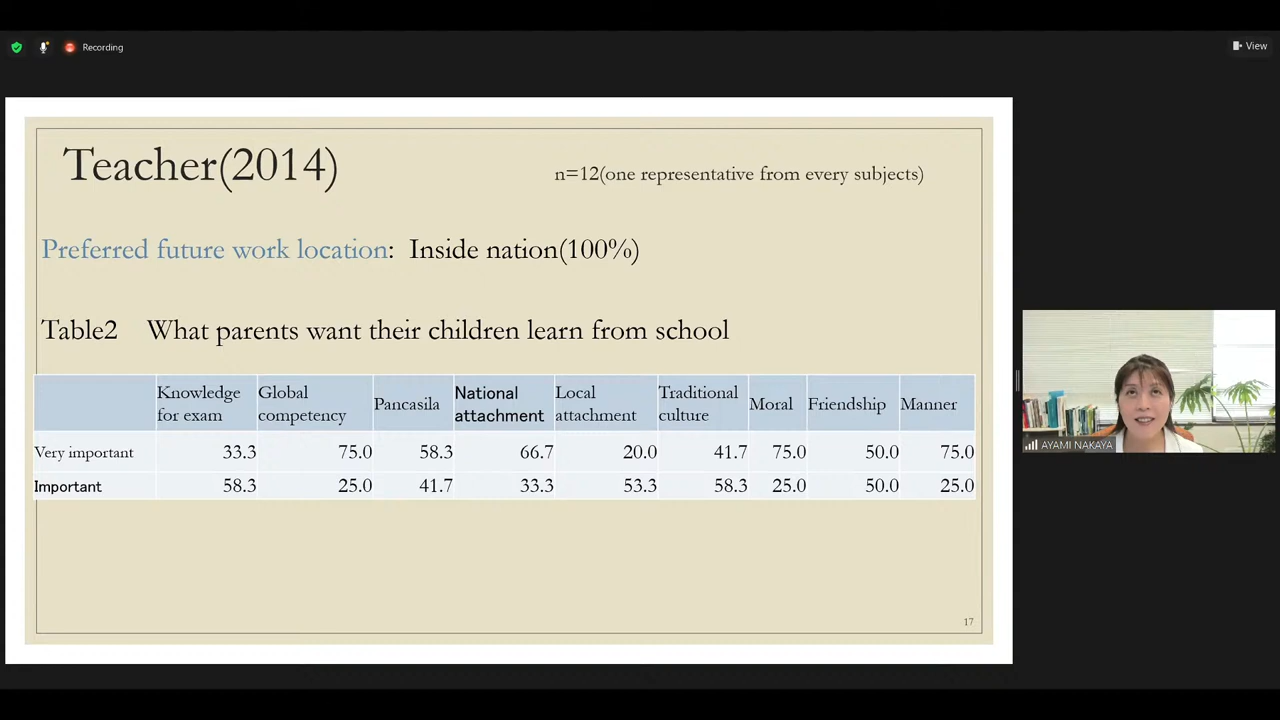 Recording
View
Teacher(2014)
n=12(one representative from every subjects)
Preferred future work location: Inside nation(100%)
Table2 What parents want their children learn from school
Knowledge for exam Global competency Pancasila National attachment Local attachment Traditional culture Moral Friendship Manner
Very important 33.3 75.0 58.3 66.7 20.0 41.7 75.0 50.0 75.0
Important 58.3 25.0 41.7 33.3 53.3 58.3 25.0 50.0 25.0
17
AYAMI NAKAYA